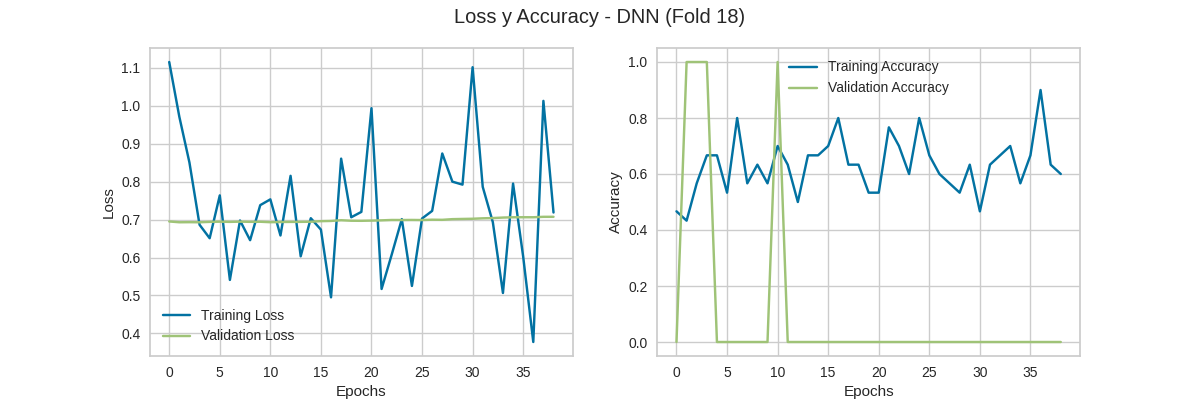 Loss y Accuracy - DNN (Fold 18)
1.1
1.0
0.9
0.8
0.7
0.6
0.5
0.4
Loss
Training Loss
Validation Loss
0 5 10 15 20 25 30 35
Epochs
1.0
0.8
0.6
0.4
0.2
0.0
Accuracy
Training Accuracy
Validation Accuracy
0 5 10 15 20 25 30 35
Epochs